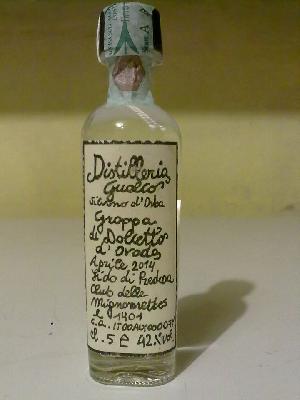 Distilleria
Gualco
Silvano d'Orba
Grappa
di Dolcetto
d'Ovada
Aprile 2014
Lido di Predosa
Club delle
Mignonnettes
L 1401
cl. 5 e 42% vol.